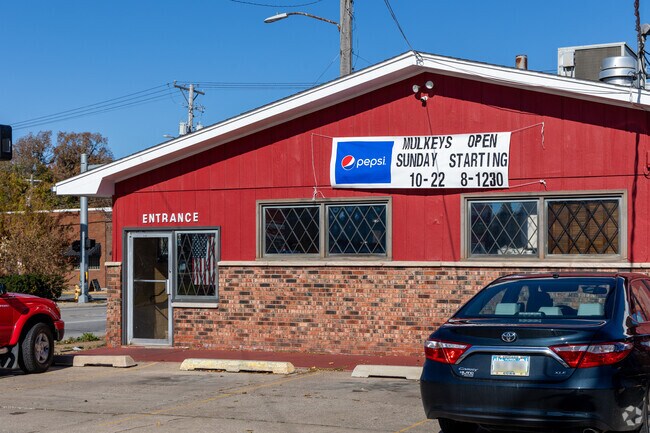 MULKEYS OPEN
pepsi SUNDAY STARTING
10-22 8-1230
ENTRANCE